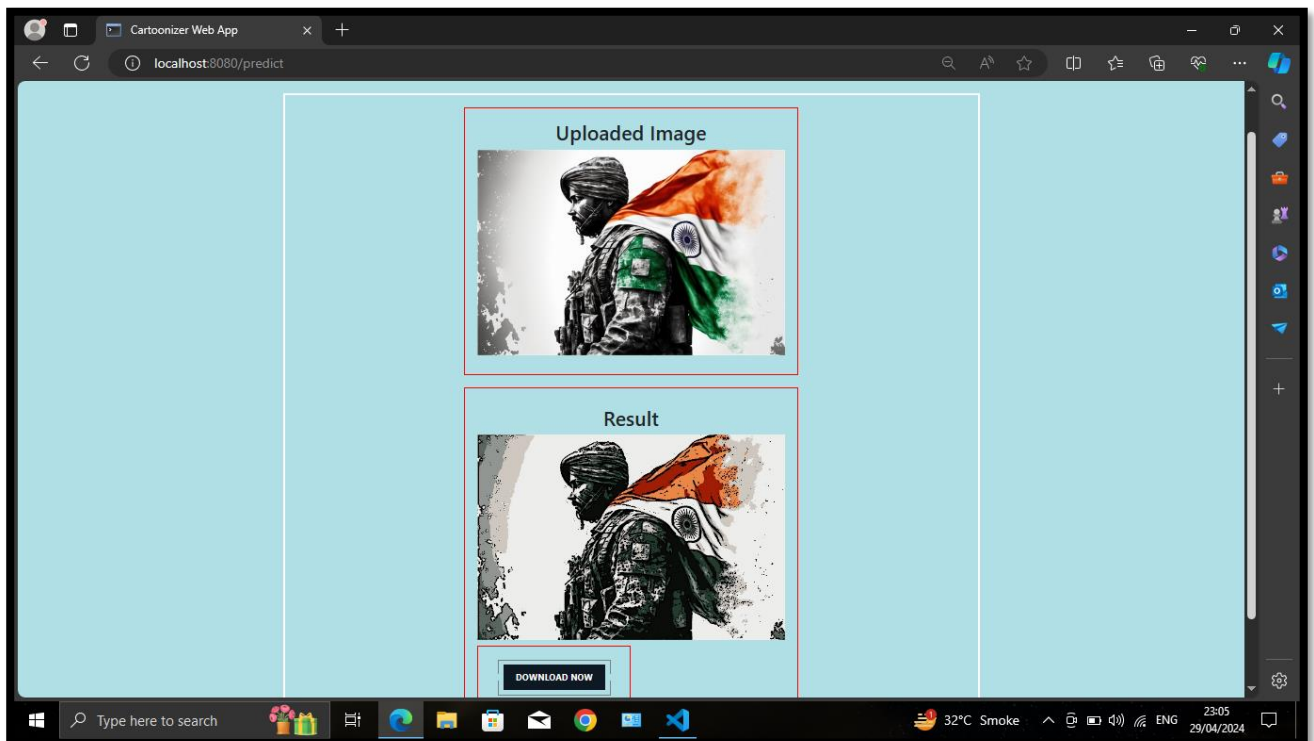 Cartoonizer Web App
localhost:8080/predict
Uploaded Image
Result
DOWNLOAD NOW
Type here to search
32°C Smoke
ENG
23:05
29/04/2024